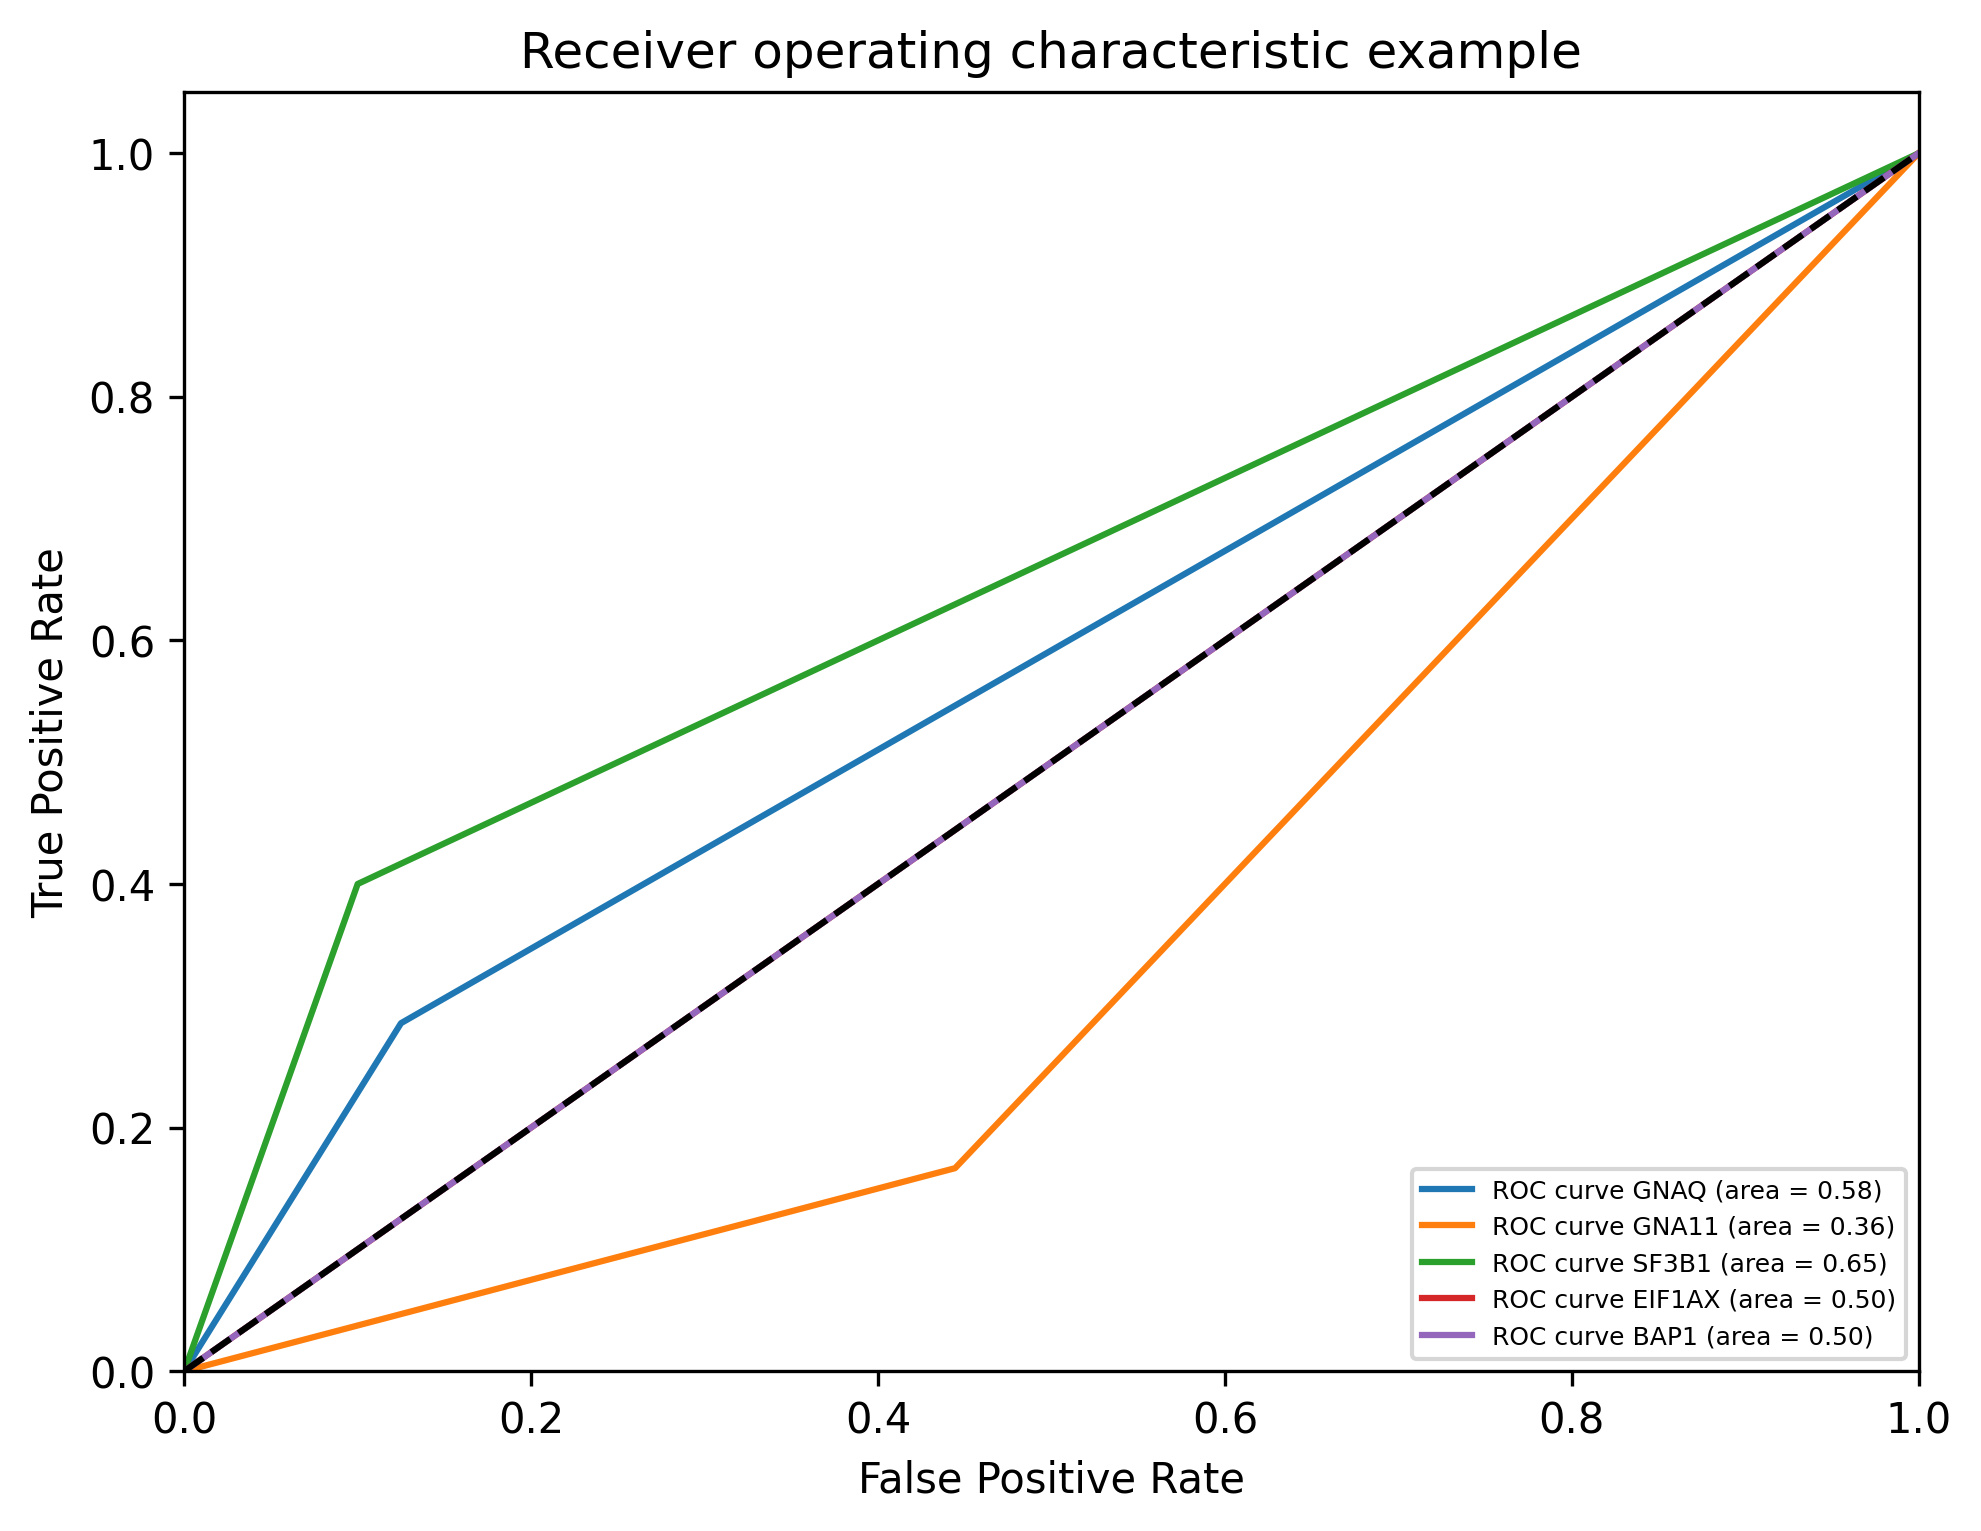 Receiver operating characteristic example
1.0
0.8
0.6
0.4
0.2
0.0
True Positive Rate
ROC curve GNAQ (area = 0.58)
ROC curve GNA11 (area = 0.36)
ROC curve SF3B1 (area = 0.65)
ROC curve EIF1AX (area = 0.50)
ROC curve BAP1 (area = 0.50)
0.0 0.2 0.4 0.6 0.8 1.0
False Positive Rate